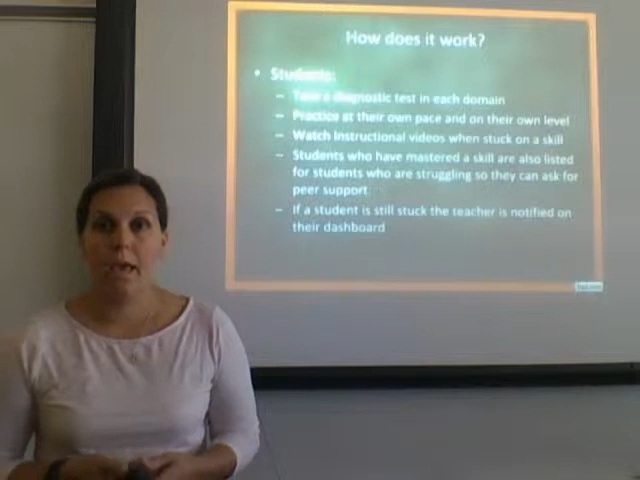 How does it work?
• Students:
– Take a diagnostic test in each domain
– Practice at their own pace and on their own level
– Watch Instructional videos when stuck on a skill
– Students who have mastered a skill are also listed
for students who are struggling so they can ask for
peer support
– If a student is still stuck the teacher is notified on
their dashboard